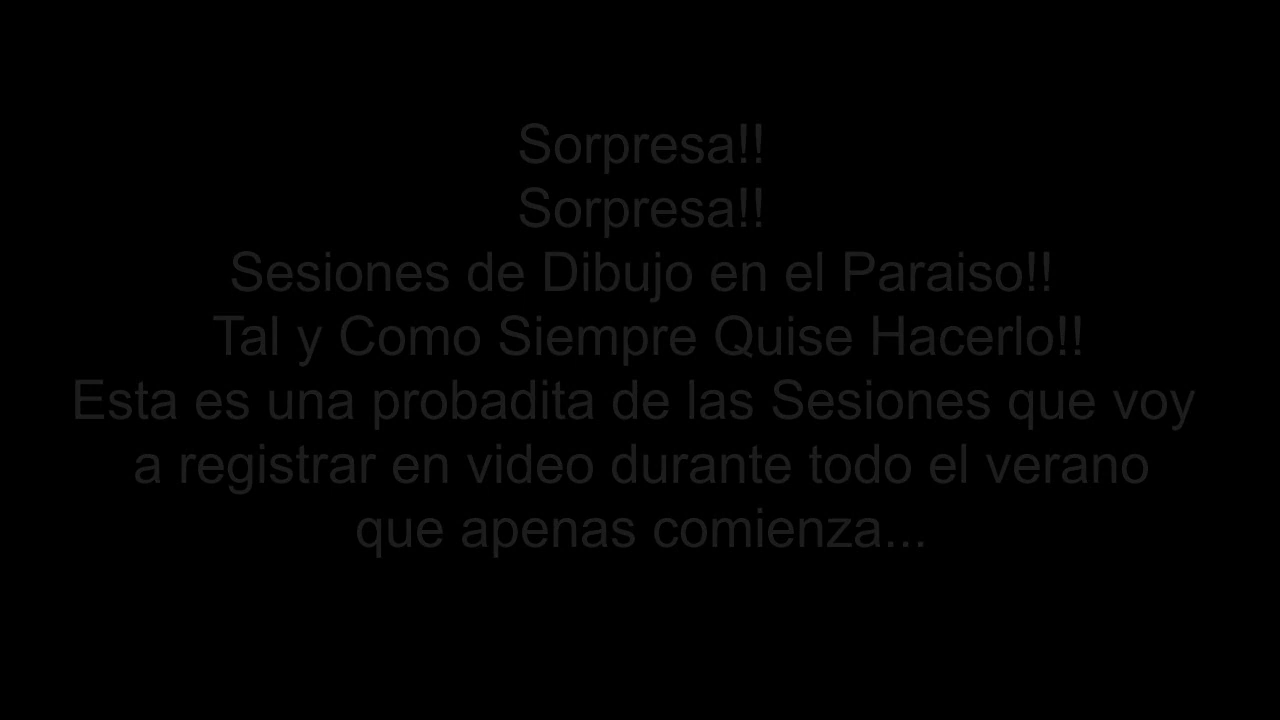 Sorpresa!!
Sorpresa!!
Sesiones de Dibujo en el Paraiso!!
Tal y Como Siempre Quise Hacerlo!!
Esta es una probadita de las Sesiones que voy
a registrar en video durante todo el verano
que apenas comienza...